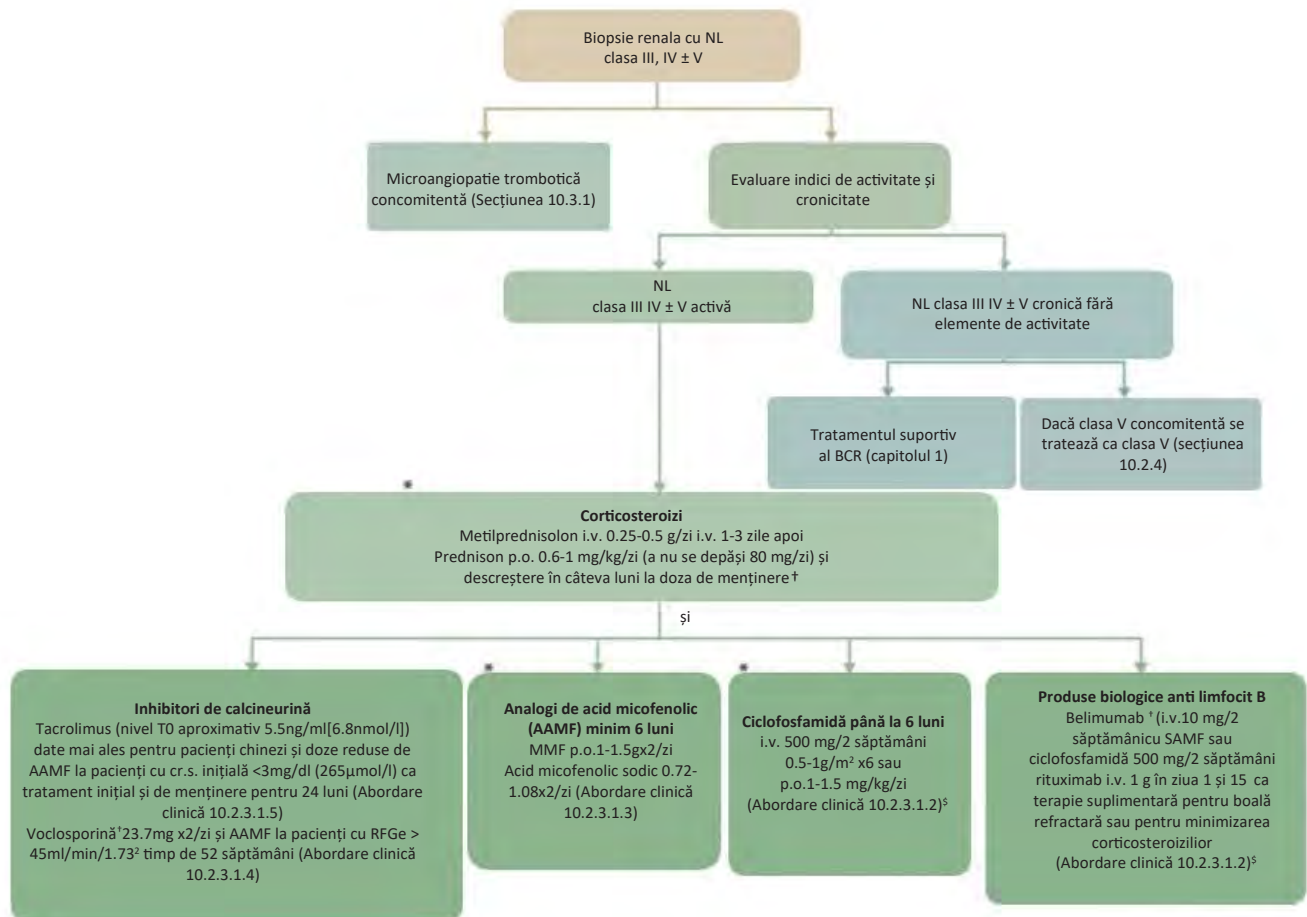 Biopsie renala cu NL
clasa III, IV ± V
Microangiopatie trombotică
concomitentă (Secțiunea 10.3.1)
Evaluare indici de activitate și
cronicitate
NL
clasa III IV ± V activă
NL clasa III IV ± V cronică fără
elemente de activitate
Tratamentul suportiv
al BCR (capitolul 1)
Dacă clasa V concomitentă se
tratează ca clasa V (secțiunea
10.2.4)
*
Corticosteroizi
Metilprednisolon i.v. 0.25-0.5 g/zi i.v. 1-3 zile apoi
Prednison p.o. 0.6-1 mg/kg/zi (a nu se depăși 80 mg/zi) și
descreștere în câteva luni la doza de menținere†
și
Inhibitori de calcineurină
Tacrolimus (nivel T0 aproximativ 5.5ng/ml[6.8nmol/l])
date mai ales pentru pacienți chinezi și doze reduse de
AAMF la pacienți cu cr.s. inițială <3mg/dl (265µmol/l) ca
tratament inițial și de menținere pentru 24 luni (Abordare
clinică 10.2.3.1.5)
Voclosporină†23.7mg x2/zi și AAMF la pacienți cu RFGe >
45ml/min/1.73² timp de 52 săptămâni (Abordare clinică
10.2.3.1.4)
*
Analogi de acid micofenolic
(AAMF) minim 6 luni
MMF p.o.1-1.5gx2/zi
Acid micofenolic sodic 0.72-
1.08x2/zi (Abordare clinică
10.2.3.1.3)
*
Ciclofosfamidă până la 6 luni
i.v. 500 mg/2 săptămâni
0.5-1g/m² x6 sau
p.o.1-1.5 mg/kg/zi
(Abordare clinică 10.2.3.1.2)$
Produse biologice anti limfocit B
Belimumab † (i.v.10 mg/2
săptămânicu SAMF sau
ciclofosfamidă 500 mg/2 săptămâni
rituximab i.v. 1 g în ziua 1 și 15 ca
terapie suplimentară pentru boală
refractară sau pentru minimizarea
corticosteroizilior
(Abordare clinică 10.2.3.1.2)$